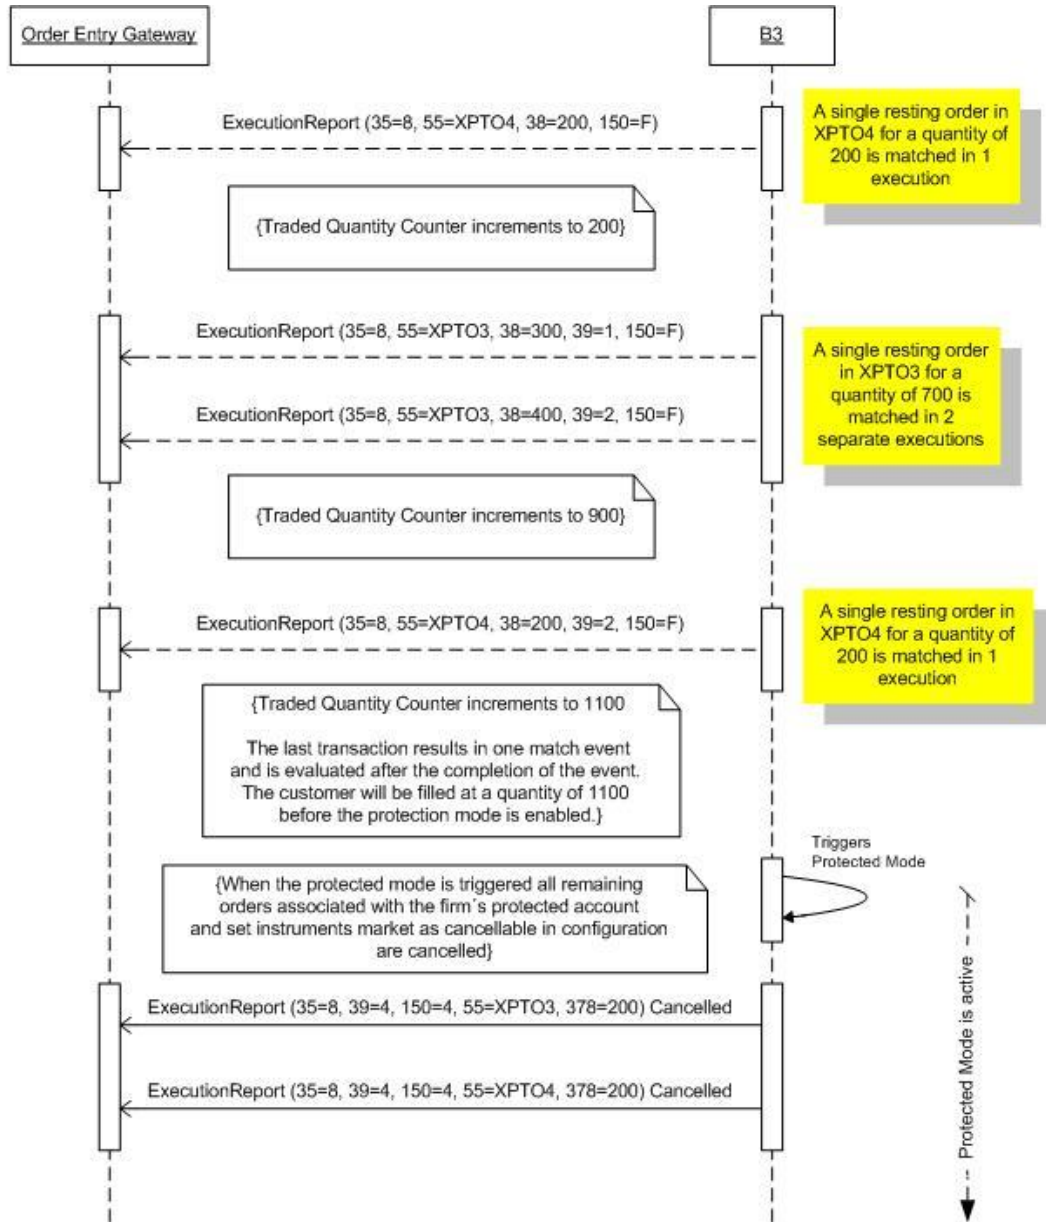 Order Entry Gateway
B3
ExecutionReport (35=8, 55=XPTO4, 38=200, 150=F)
A single resting order in
XPTO4 for a quantity of
200 is matched in 1
execution
{Traded Quantity Counter increments to 200}
ExecutionReport (35=8, 55=XPTO3, 38=300, 39=1, 150=F)
ExecutionReport (35=8, 55=XPTO3, 38=400, 39=2, 150=F)
A single resting order
in XPTO3 for a
quantity of 700 is
matched in 2
separate executions
{Traded Quantity Counter increments to 900}
ExecutionReport (35=8, 55=XPTO4, 38=200, 39=2, 150=F)
A single resting order in
XPTO4 for a quantity of
200 is matched in 1
execution
{Traded Quantity Counter increments to 1100
The last transaction results in one match event
and is evaluated after the completion of the event.
The customer will be filled at a quantity of 1100
before the protection mode is enabled.}
Triggers
Protected Mode
{When the protected mode is triggered all remaining
orders associated with the firm´s protected account
and set instruments market as cancellable in configuration
are cancelled}
ExecutionReport (35=8, 39=4, 150=4, 55=XPTO3, 378=200) Cancelled
ExecutionReport (35=8, 39=4, 150=4, 55=XPTO4, 378=200) Cancelled
Protected Mode is active